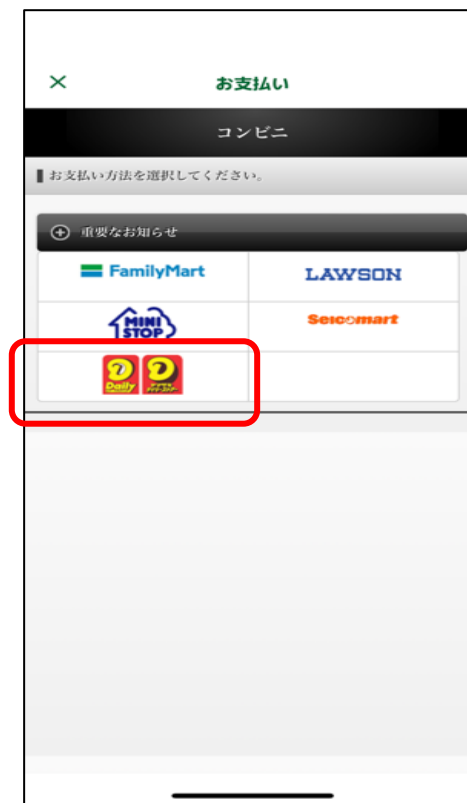 × お支払い
コンビニ
お支払い方法を選択してください。
重要なお知らせ
FamilyMart LAWSON
MINI STOP Seicomart
Daily